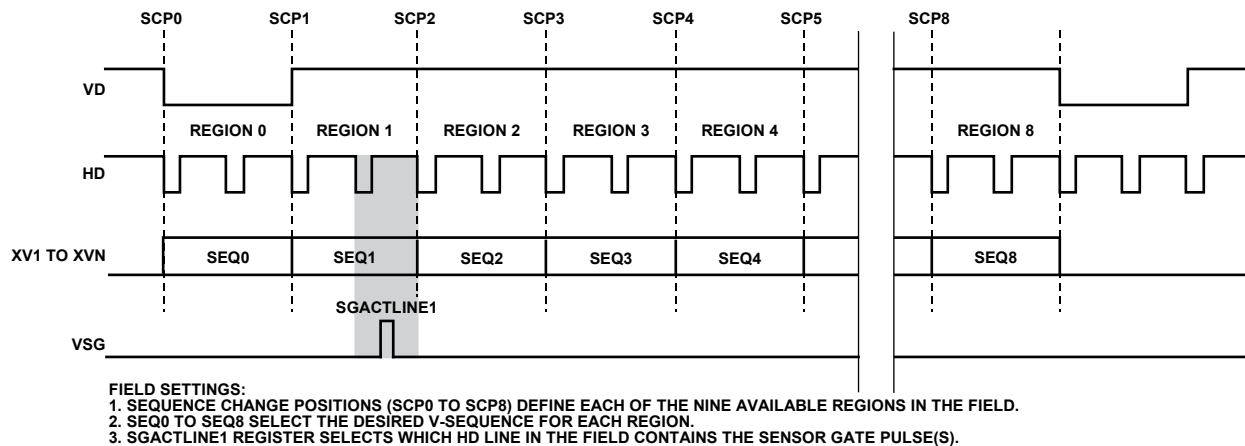 SCP0 SCP1 SCP2 SCP3 SCP4 SCP5 SCP8
VD
REGION 0 REGION 1 REGION 2 REGION 3 REGION 4 REGION 8
HD
XV1 TO XVN SEQ0 SEQ1 SEQ2 SEQ3 SEQ4 SEQ8
SGACTLINE1
VSG
FIELD SETTINGS:
1. SEQUENCE CHANGE POSITIONS (SCP0 TO SCP8) DEFINE EACH OF THE NINE AVAILABLE REGIONS IN THE FIELD.
2. SEQ0 TO SEQ8 SELECT THE DESIRED V-SEQUENCE FOR EACH REGION.
3. SGACTLINE1 REGISTER SELECTS WHICH HD LINE IN THE FIELD CONTAINS THE SENSOR GATE PULSE(S).